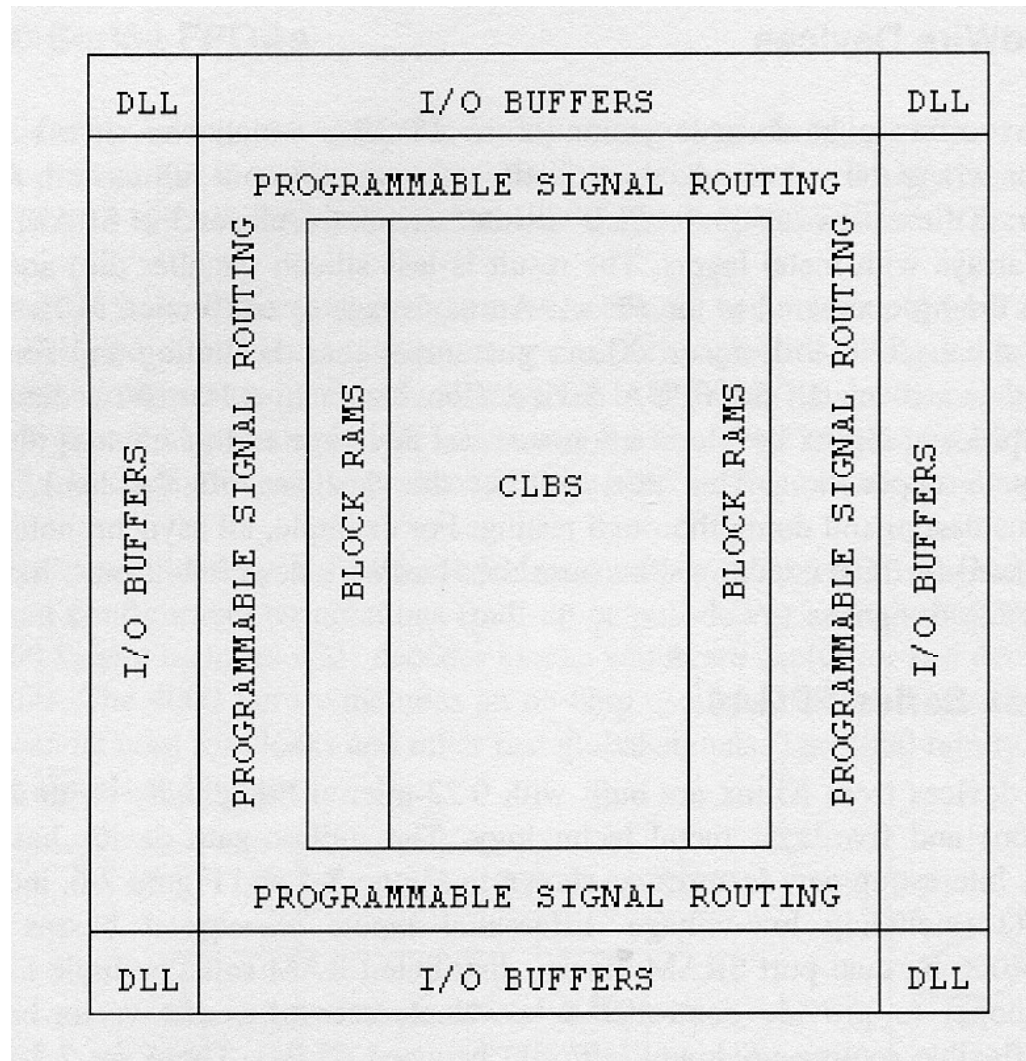 DLL
I/O BUFFERS
DLL
PROGRAMMABLE SIGNAL ROUTING
I/O BUFFERS
PROGRAMMABLE SIGNAL ROUTING
BLOCK RAMS
CLBS
BLOCK RAMS
PROGRAMMABLE SIGNAL ROUTING
I/O BUFFERS
PROGRAMMABLE SIGNAL ROUTING
DLL
I/O BUFFERS
DLL